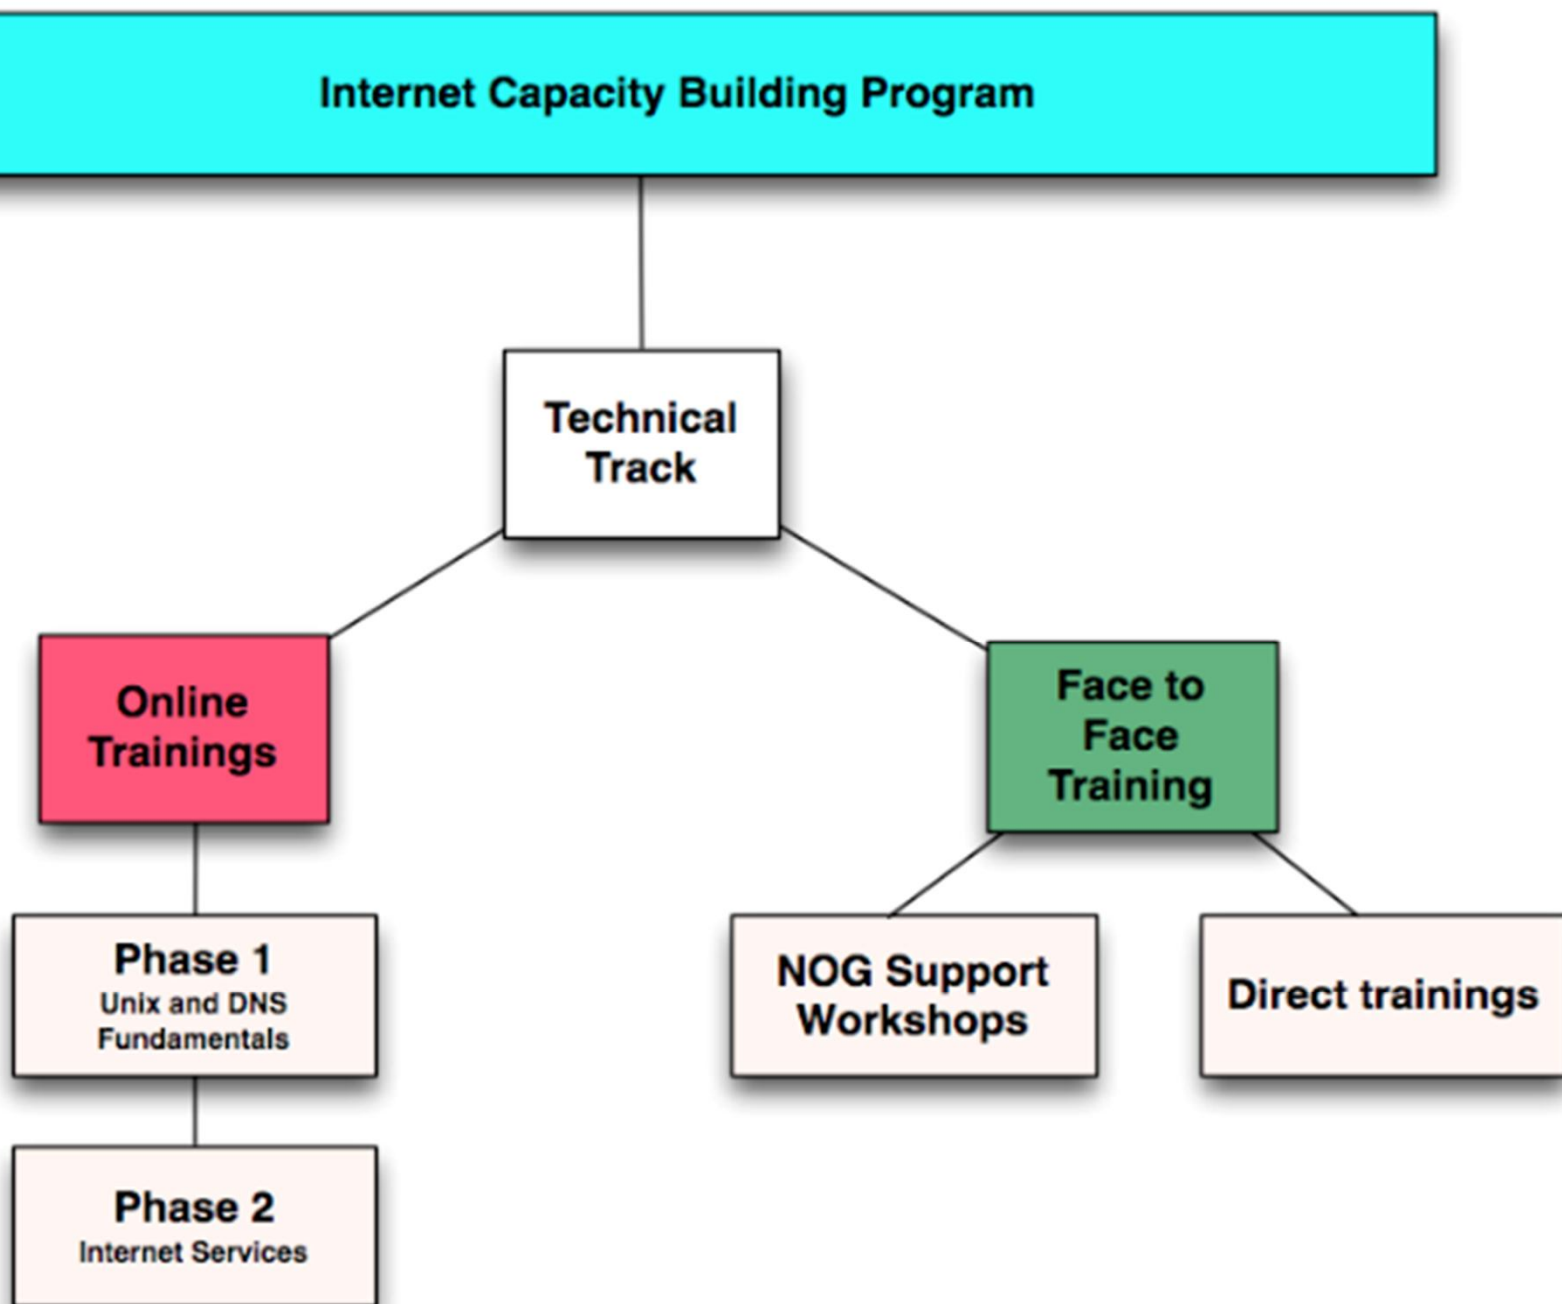 Internet Capacity Building Program
Technical
Track
Online
Trainings
Face to
Face
Training
Phase 1
Unix and DNS
Fundamentals
NOG Support
Workshops
Direct trainings
Phase 2
Internet Services